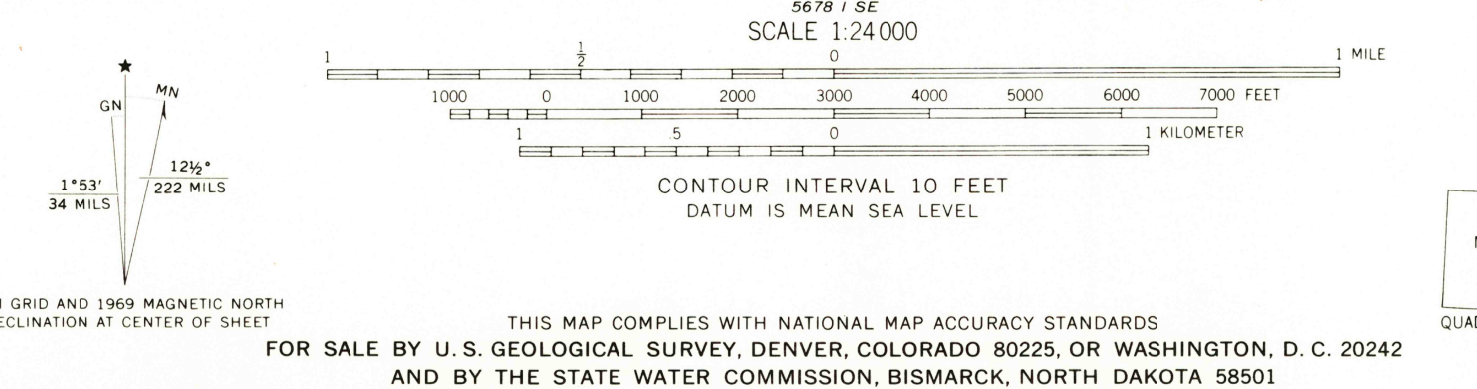 5678 I SE
SCALE 1:24 000
1 ½ 0 1 MILE
1000 0 1000 2000 3000 4000 5000 6000 7000 FEET
1 .5 0 1 KILOMETER
CONTOUR INTERVAL 10 FEET
DATUM IS MEAN SEA LEVEL
★
GN
MN
1°53'
34 MILS
12½°
222 MILS
GRID AND 1969 MAGNETIC NORTH
ECLINATION AT CENTER OF SHEET
THIS MAP COMPLIES WITH NATIONAL MAP ACCURACY STANDARDS
FOR SALE BY U. S. GEOLOGICAL SURVEY, DENVER, COLORADO 80225, OR WASHINGTON, D. C. 20242
AND BY THE STATE WATER COMMISSION, BISMARCK, NORTH DAKOTA 58501
QUAD